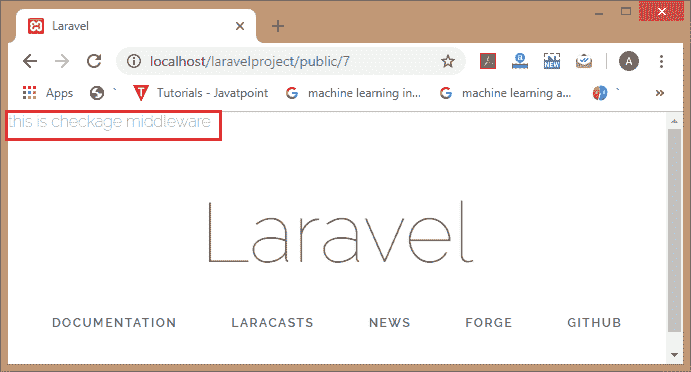 Laravel
localhost/laravelproject/public/7
NEW
A
Apps
Tutorials - Javatpoint
machine learning in...
machine learning a...
this is checkage middleware
Laravel
DOCUMENTATION LARACASTS NEWS FORGE GITHUB